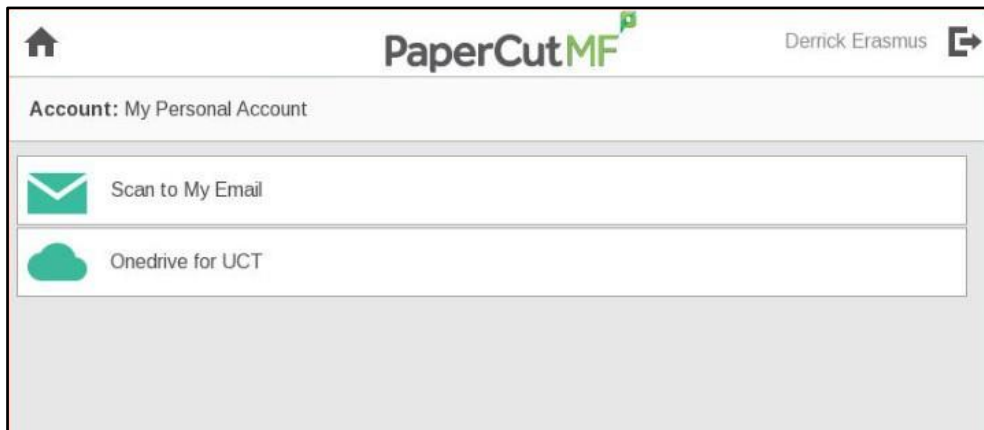 PaperCutMF
Derrick Erasmus
Account: My Personal Account
Scan to My Email
Onedrive for UCT